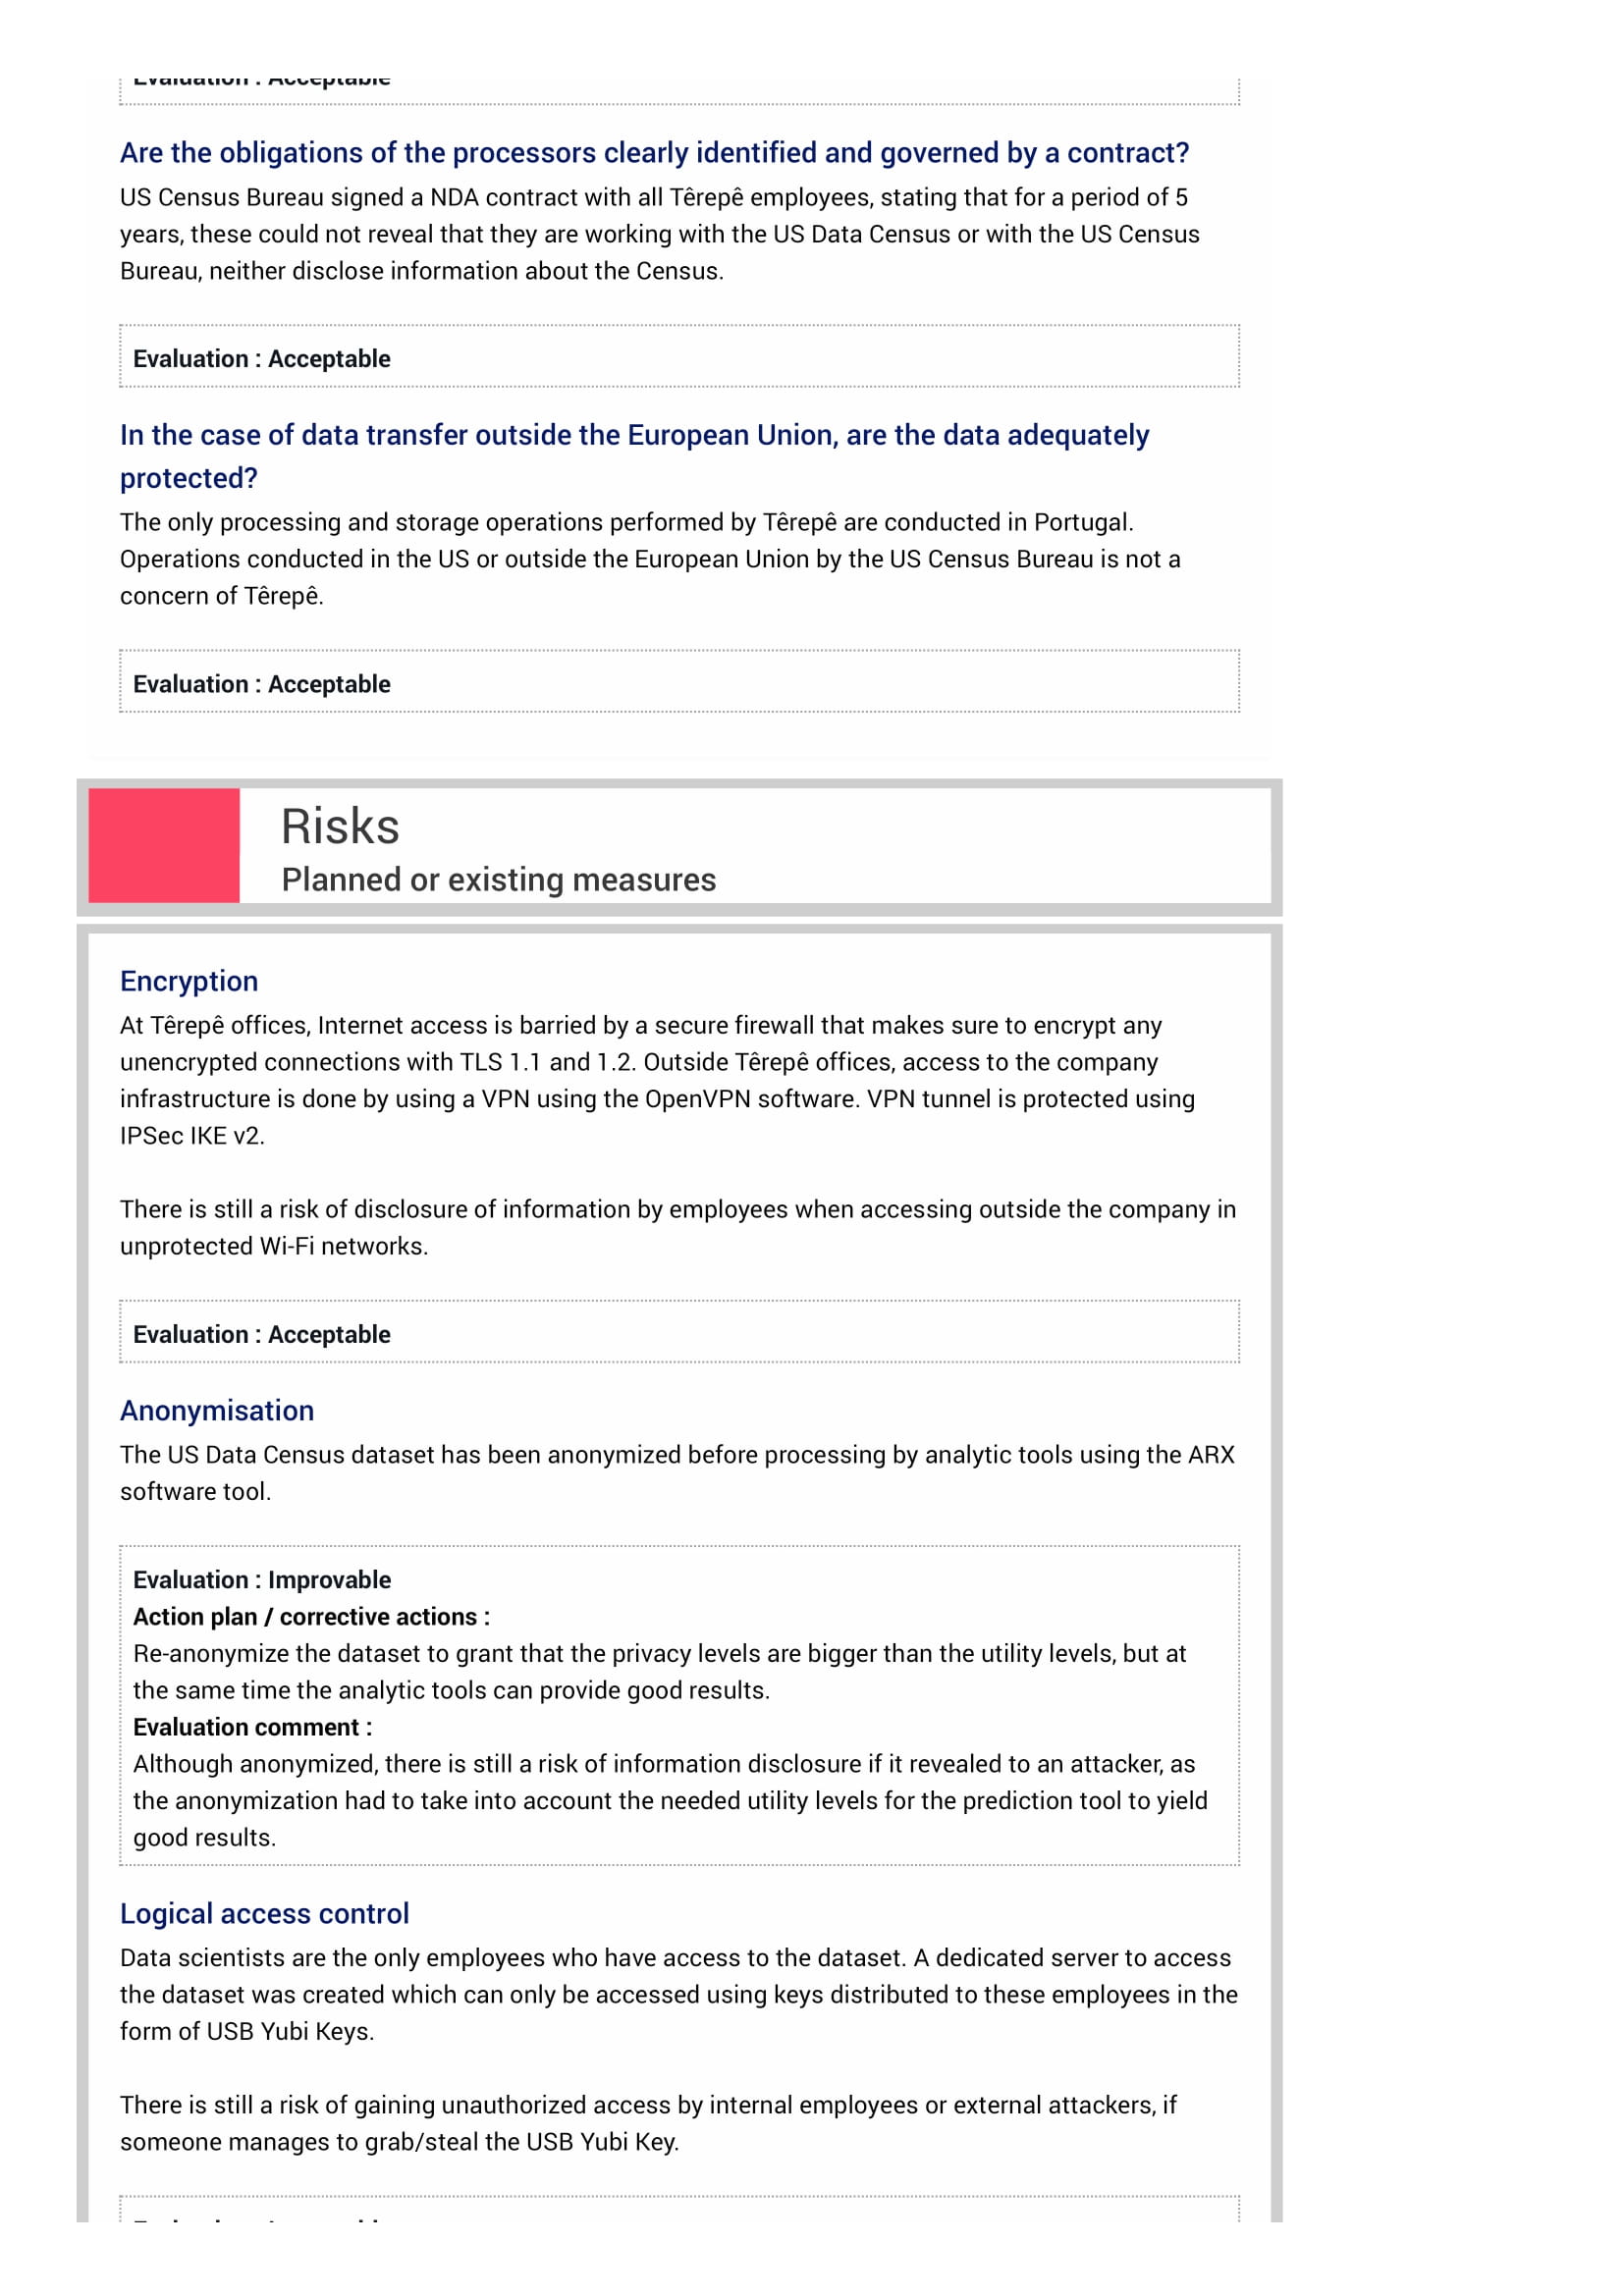 Evaluation : Acceptable
Are the obligations of the processors clearly identified and governed by a contract?
US Census Bureau signed a NDA contract with all Têrepê employees, stating that for a period of 5
years, these could not reveal that they are working with the US Data Census or with the US Census
Bureau, neither disclose information about the Census.
Evaluation : Acceptable
In the case of data transfer outside the European Union, are the data adequately
protected?
The only processing and storage operations performed by Têrepê are conducted in Portugal.
Operations conducted in the US or outside the European Union by the US Census Bureau is not a
concern of Têrepê.
Evaluation : Acceptable
Risks
Planned or existing measures
Encryption
At Têrepê offices, Internet access is barried by a secure firewall that makes sure to encrypt any
unencrypted connections with TLS 1.1 and 1.2. Outside Têrepê offices, access to the company
infrastructure is done by using a VPN using the OpenVPN software. VPN tunnel is protected using
IPSec IKE v2.
There is still a risk of disclosure of information by employees when accessing outside the company in
unprotected Wi-Fi networks.
Evaluation : Acceptable
Anonymisation
The US Data Census dataset has been anonymized before processing by analytic tools using the ARX
software tool.
Evaluation : Improvable
Action plan / corrective actions :
Re-anonymize the dataset to grant that the privacy levels are bigger than the utility levels, but at
the same time the analytic tools can provide good results.
Evaluation comment :
Although anonymized, there is still a risk of information disclosure if it revealed to an attacker, as
the anonymization had to take into account the needed utility levels for the prediction tool to yield
good results.
Logical access control
Data scientists are the only employees who have access to the dataset. A dedicated server to access
the dataset was created which can only be accessed using keys distributed to these employees in the
form of USB Yubi Keys.
There is still a risk of gaining unauthorized access by internal employees or external attackers, if
someone manages to grab/steal the USB Yubi Key.